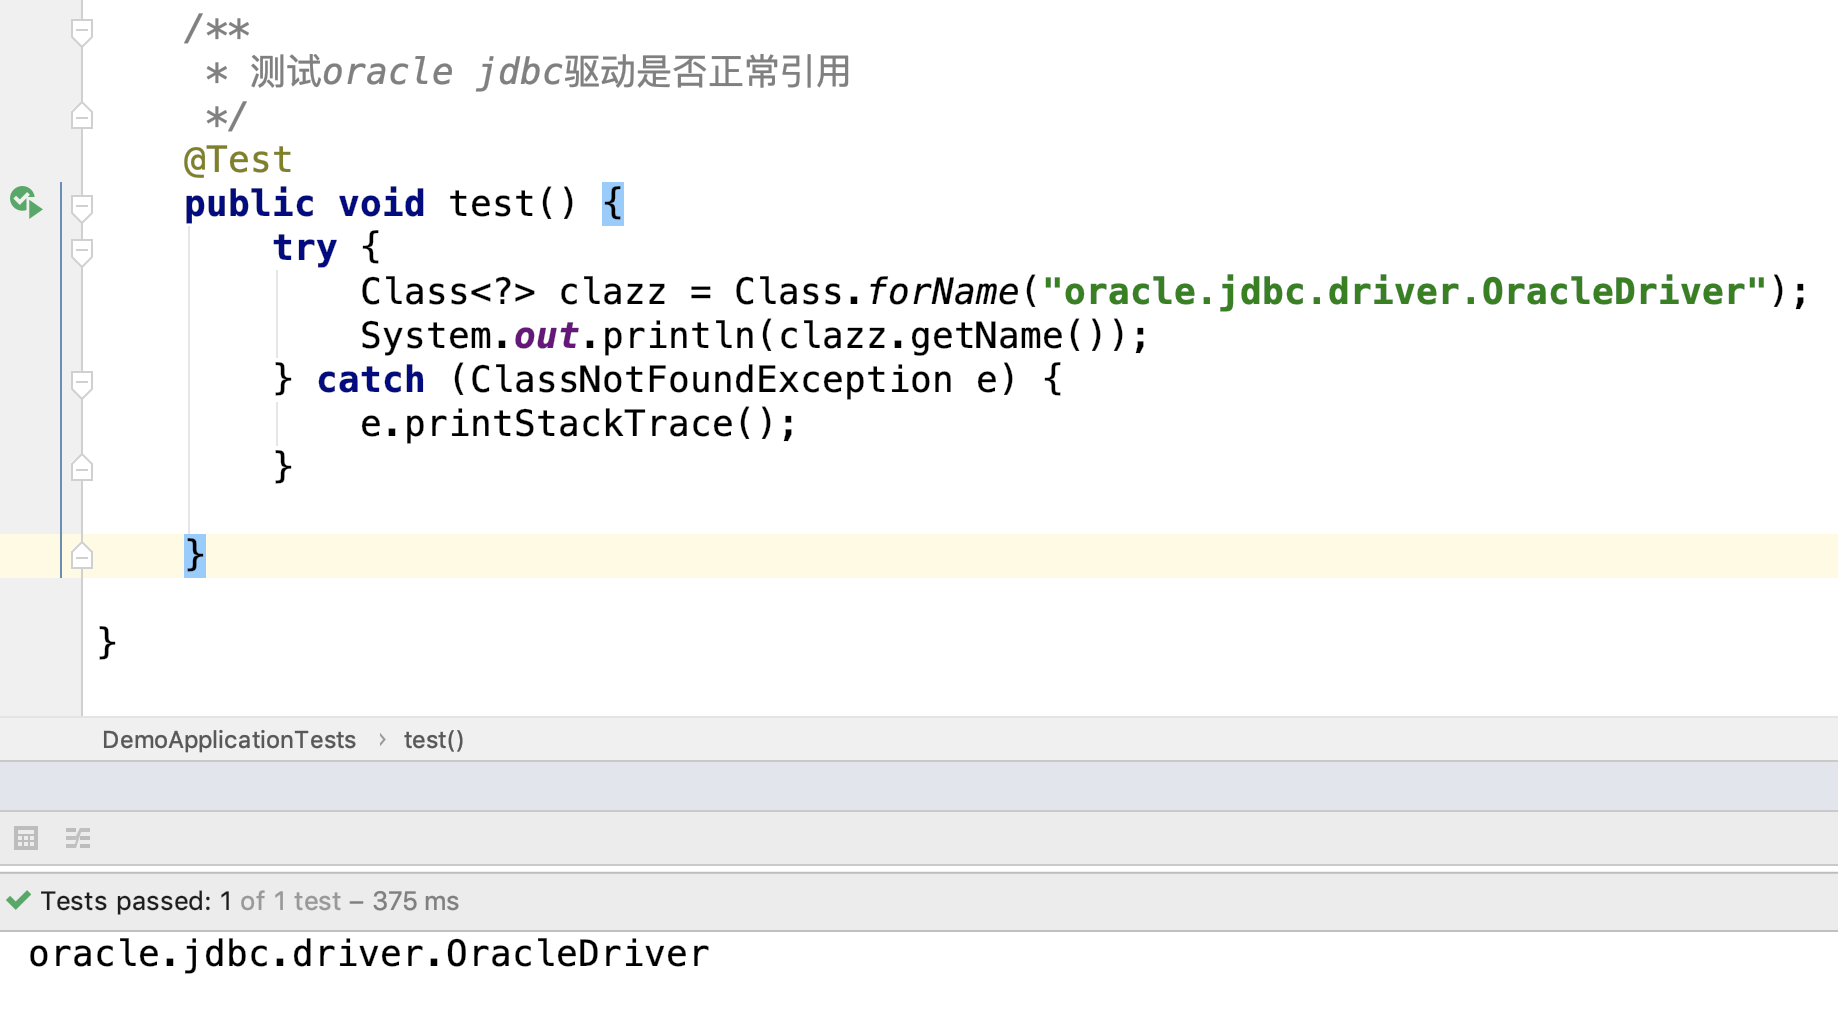 /**
* 测试oracle jdbc驱动是否正常引用
*/
@Test
public void test() {
try {
Class<?> clazz = Class.forName("oracle.jdbc.driver.OracleDriver");
System.out.println(clazz.getName());
} catch (ClassNotFoundException e) {
e.printStackTrace();
}
}
}
DemoApplicationTests › test()
Tests passed: 1 of 1 test – 375 ms
oracle.jdbc.driver.OracleDriver